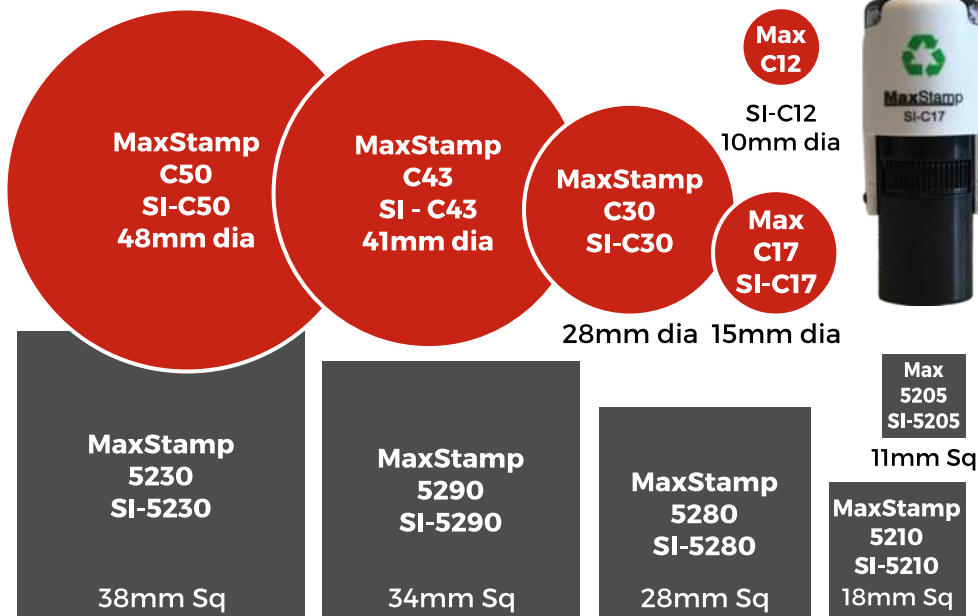 MaxStamp
C50
SI-C50
48mm dia
MaxStamp
C43
SI - C43
41mm dia
MaxStamp
C30
SI-C30
28mm dia
Max
C17
SI-C17
15mm dia
Max
C12
SI-C12
10mm dia
MaxStamp
SI-C17
MaxStamp
5230
SI-5230
38mm Sq
MaxStamp
5290
SI-5290
34mm Sq
MaxStamp
5280
SI-5280
28mm Sq
Max
5205
SI-5205
11mm Sq
MaxStamp
5210
SI-5210
18mm Sq